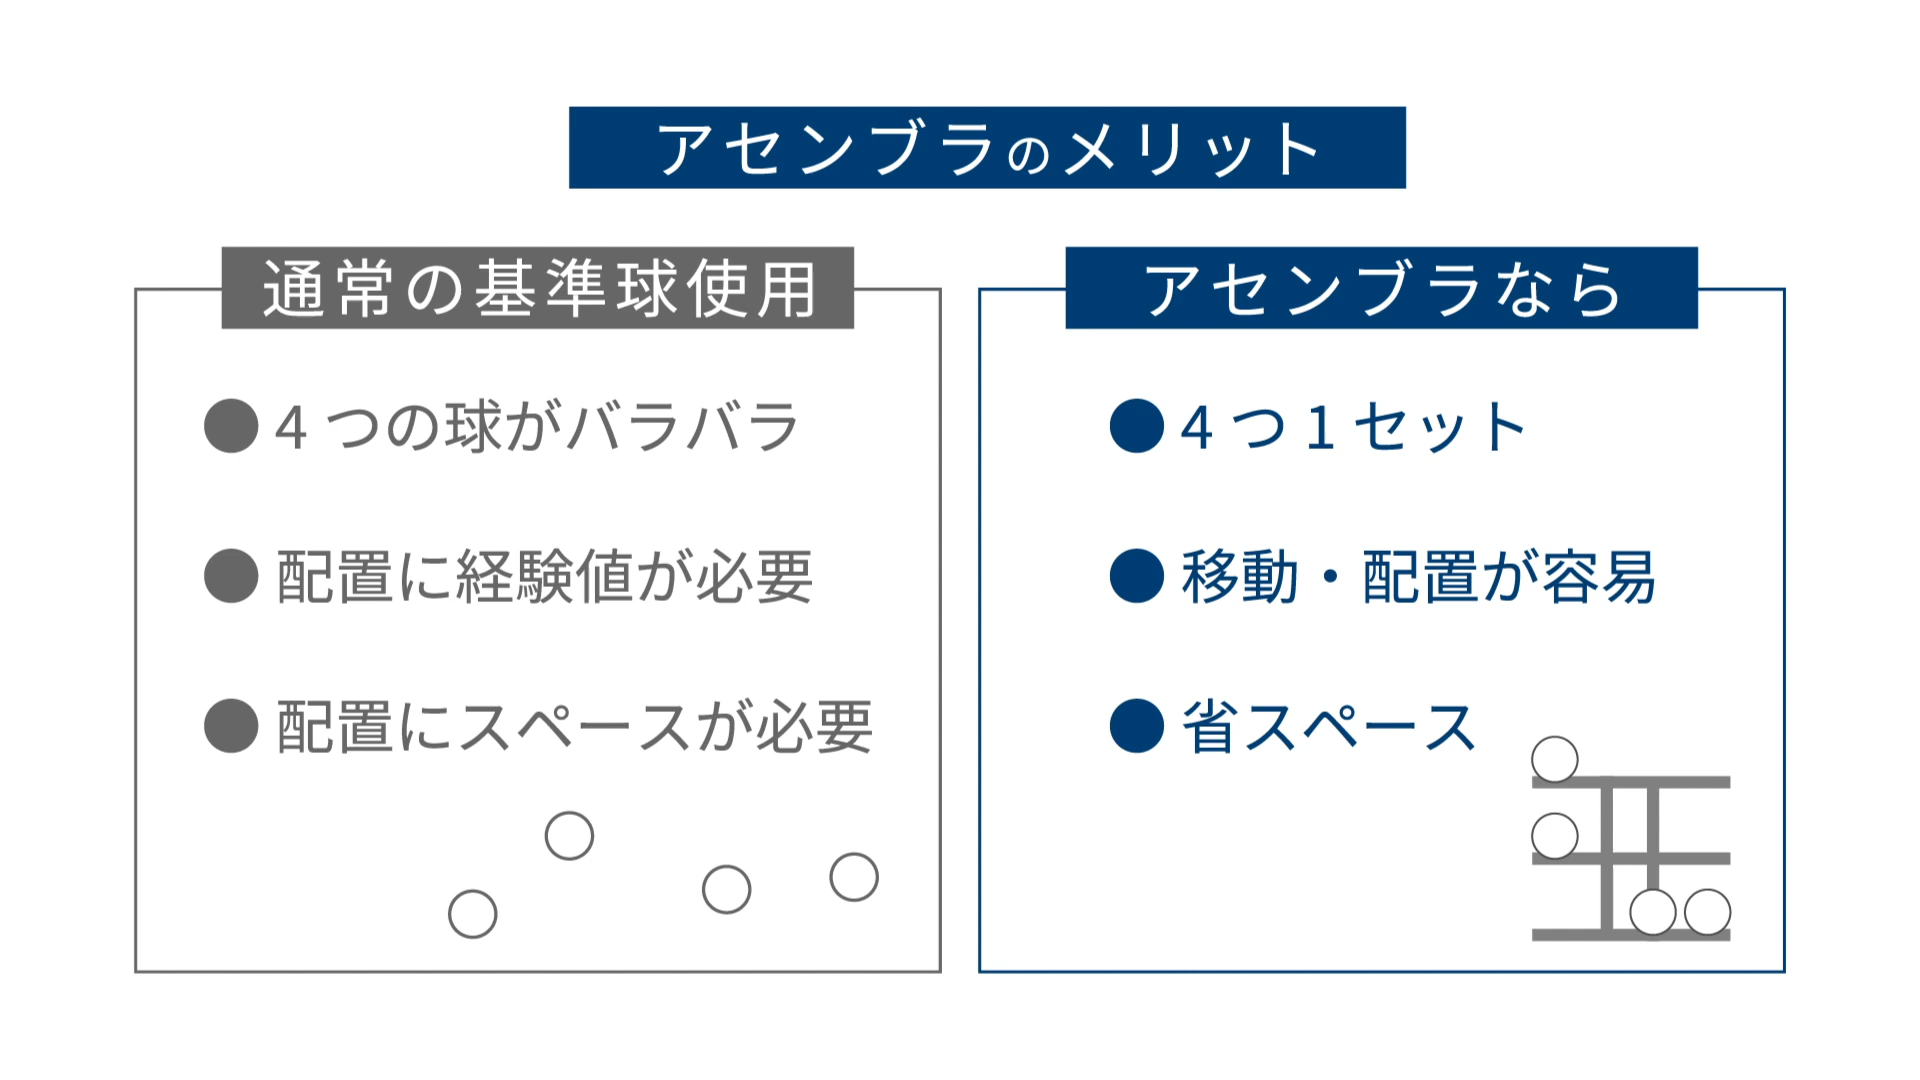 アセンブラのメリット
通常の基準球使用
●4つの球がバラバラ
●配置に経験値が必要
●配置にスペースが必要
アセンブラなら
●4つ1セット
●移動・配置が容易
●省スペース